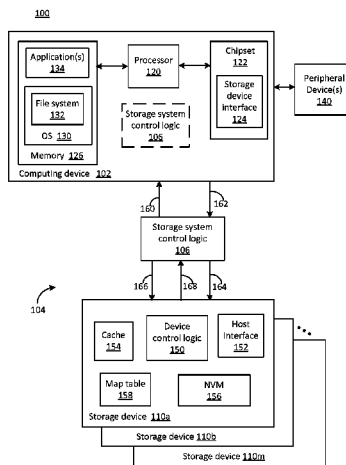 100
Application(s)
134
Processor
120
Chipset
122
File system
132
OS 130
Memory 126
Storage system
control logic
106
Storage
device
interface
124
Peripheral
Device(s)
140
Computing device 102
160
162
Storage system
control logic
106
166
168
164
104
Cache
154
Device
control logic
150
Host
Interface
152
Map table
158
NVM
156
Storage device 110a
Storage device 110b
Storage device 110m